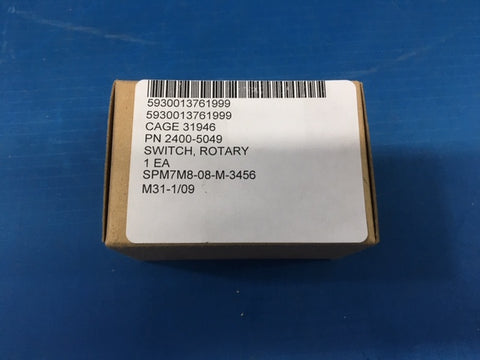 5930013761999
5930013761999
CAGE 31946
PN 2400-5049
SWITCH, ROTARY
1 EA
SPM7M8-08-M-3456
M31-1/09